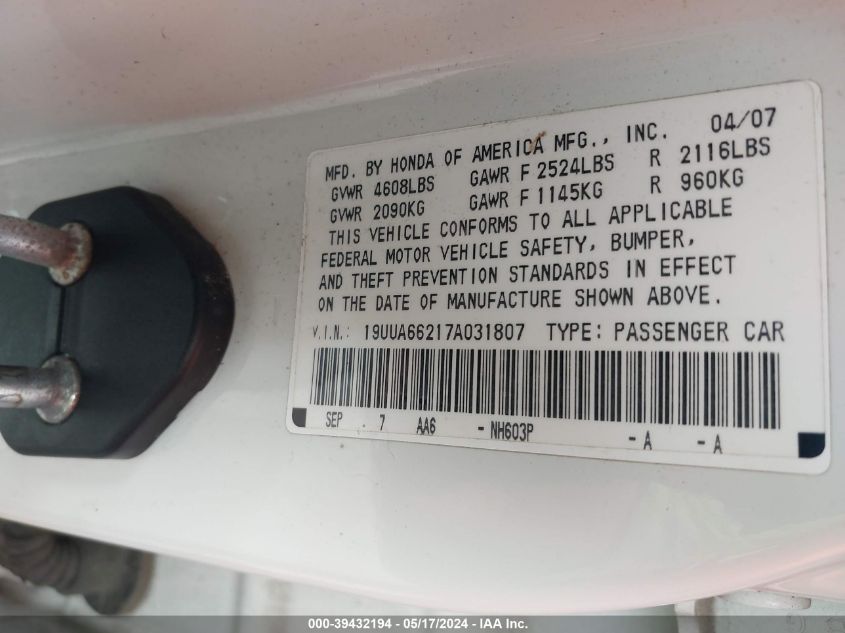 04/07
MFD. BY HONDA OF AMERICA MFG., INC.
GVWR 4608LBS GAWR F 2524LBS R 2116LBS
GVWR 2090KG GAWR F 1145KG R 960KG
THIS VEHICLE CONFORMS TO ALL APPLICABLE
FEDERAL MOTOR VEHICLE SAFETY, BUMPER,
AND THEFT PREVENTION STANDARDS IN EFFECT
ON THE DATE OF MANUFACTURE SHOWN ABOVE.
V.I.N.: 19UUA66217A031807 TYPE: PASSENGER CAR
SEP . 7 AA6 - NH603P - A - A
000-39432194 - 05/17/2024 - IAA Inc.